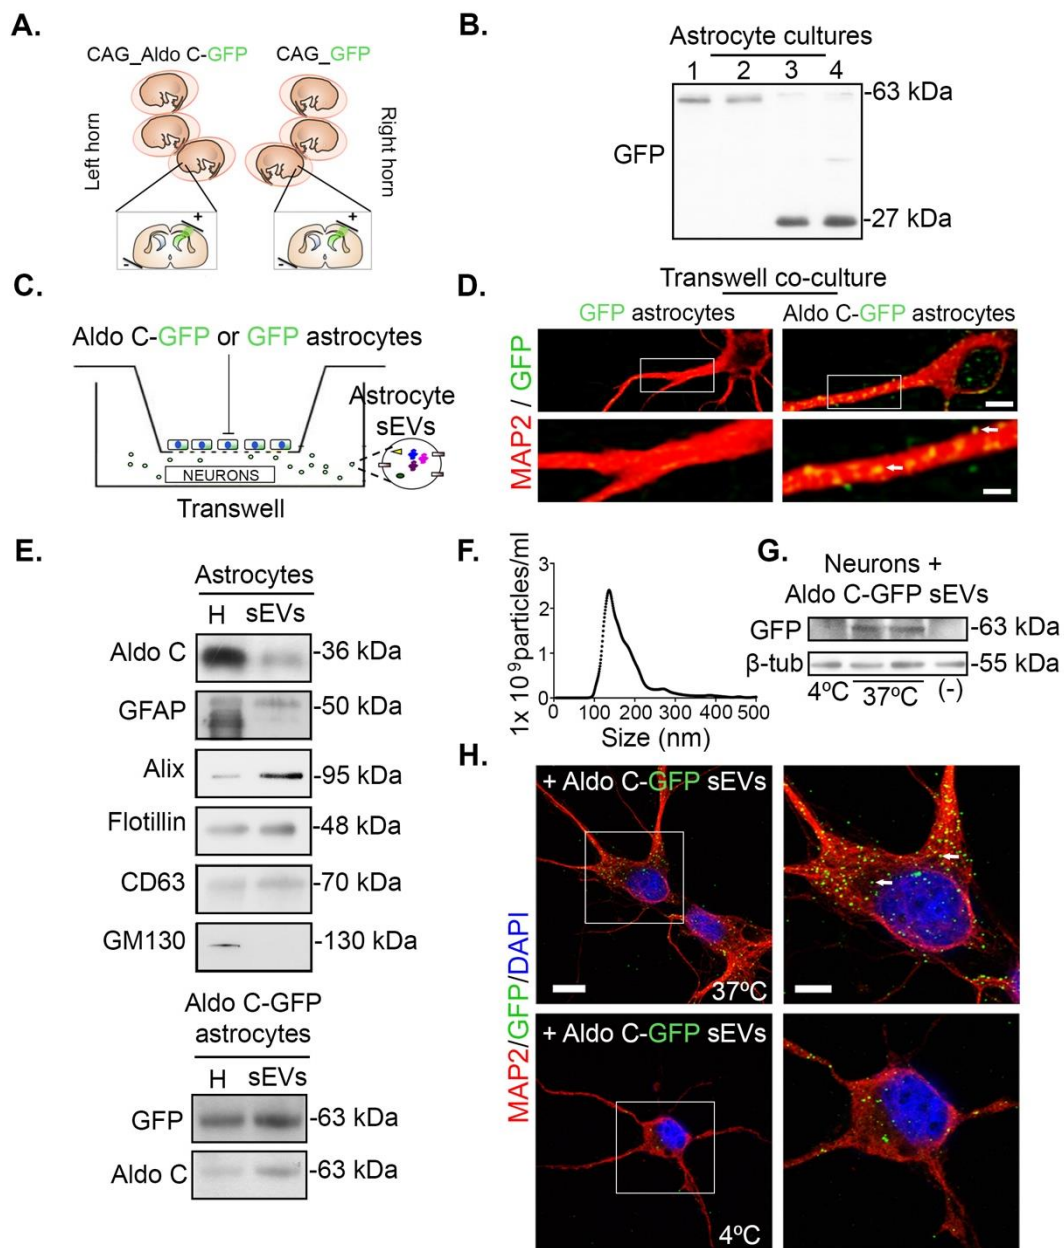 A.
CAG_Aldo C-GFP
CAG_GFP
Left horn
Right horn
+
-
+
-
B.
Astrocyte cultures
1 2 3 4
-63 kDa
GFP
-27 kDa
C.
Aldo C-GFP or GFP astrocytes
Astrocyte
sEVs
NEURONS
Transwell
D.
Transwell co-culture
GFP astrocytes
Aldo C-GFP astrocytes
MAP2 / GFP
E.
Astrocytes
H sEVs
Aldo C -36 kDa
GFAP -50 kDa
Alix -95 kDa
Flotillin -48 kDa
CD63 -70 kDa
GM130 -130 kDa
Aldo C-GFP
astrocytes
H sEVs
GFP -63 kDa
Aldo C -63 kDa
F.
1x 10⁹particles/ml
3
2
1
0
0 100 200 300 400 500
Size (nm)
G.
Neurons +
Aldo C-GFP sEVs
GFP -63 kDa
β-tub -55 kDa
4ºC 37ºC (-)
H.
MAP2/GFP/DAPI
+ Aldo C-GFP sEVs
37ºC
+ Aldo C-GFP sEVs
4ºC